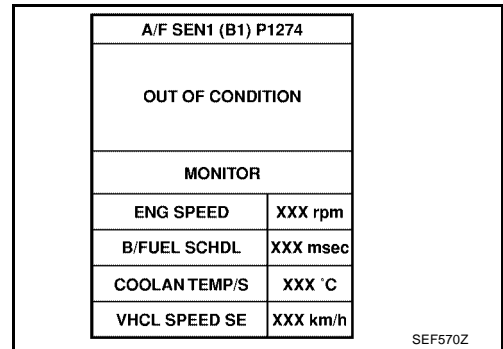 A/F SEN1 (B1) P1274
OUT OF CONDITION
MONITOR
ENG SPEED XXX rpm
B/FUEL SCHDL XXX msec
COOLAN TEMP/S XXX °C
VHCL SPEED SE XXX km/h
SEF570Z